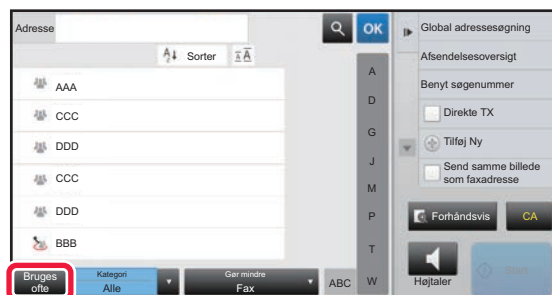 Adresse
OK
Sorter
AAA
CCC
DDD
CCC
DDD
BBB
A
D
G
J
M
P
T
W
Bruges
ofte
Kategori
Alle
Gør mindre
Fax
ABC
Global adressesøgning
Afsendelsesoversigt
Benyt søgenummer
Direkte TX
Tilføj Ny
Send samme billede
som faxadresse
Forhåndsvis
CA
Højtaler
Start